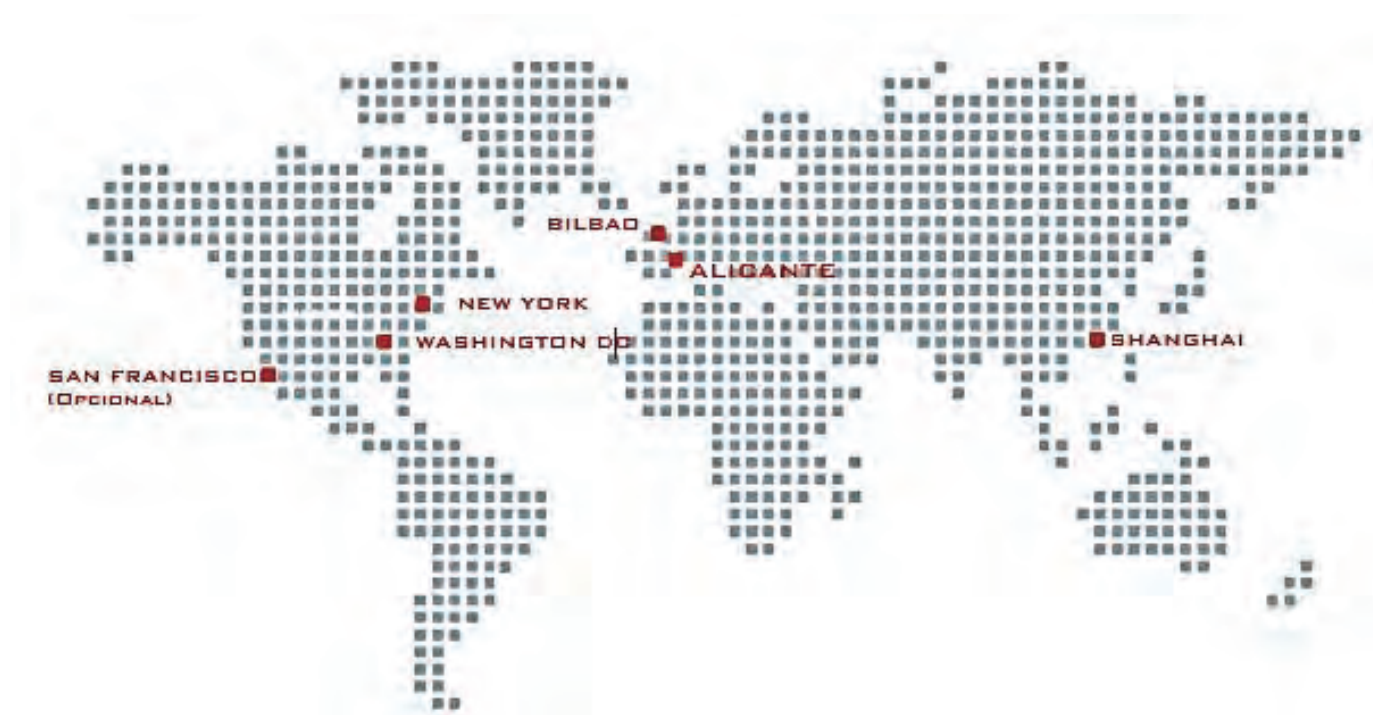 BILBAO
ALICANTE
NEW YORK
WASHINGTON DC
SHANGHAI
SAN FRANCISCO
(OPCIONAL)